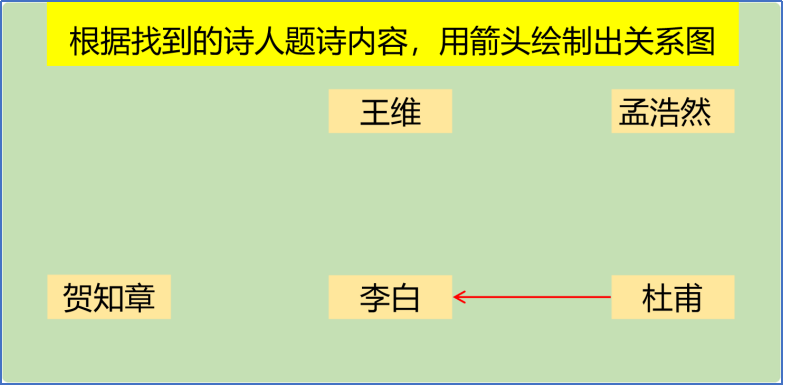 根据找到的诗人题诗内容，用箭头绘制出关系图
王维
孟浩然
贺知章
李白
杜甫